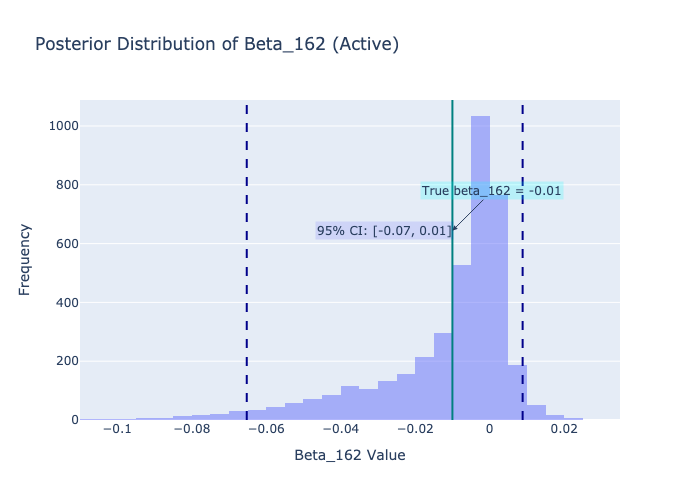 Posterior Distribution of Beta_162 (Active)
1000
800
True beta_162 = -0.01
95% CI: [-0.07, 0.01]
600
Frequency
400
200
0
−0.1
−0.08
−0.06
−0.04
−0.02
0
0.02
Beta_162 Value